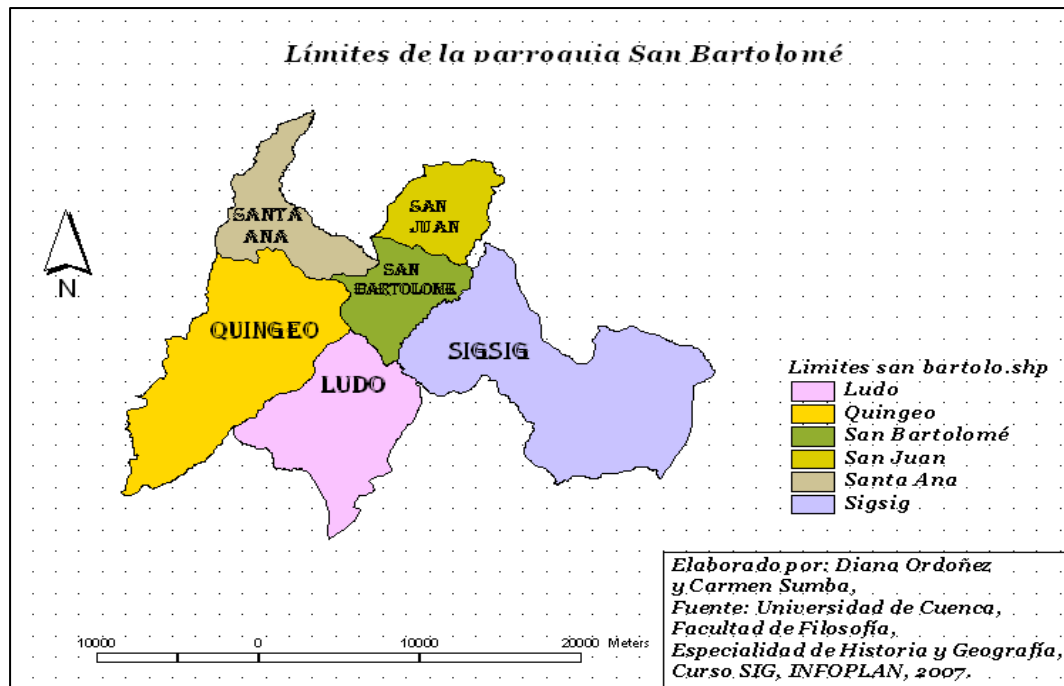 Límites de la parroquia San Bartolomé
SANTA
ANA
SAN
JUAN
SAN
BARTOLOME
QUINGEO
SIGSIG
LUDO
N
Limites san bartolo.shp
Ludo
Quingeo
San Bartolomé
San Juan
Santa Ana
Sigsig
10000 0 10000 20000 Meters
Elaborado por: Diana Ordoñez
y Carmen Sumba,
Fuente: Universidad de Cuenca,
Facultad de Filosofía,
Especialidad de Historia y Geografía,
Curso SIG, INFOPLAN, 2007.